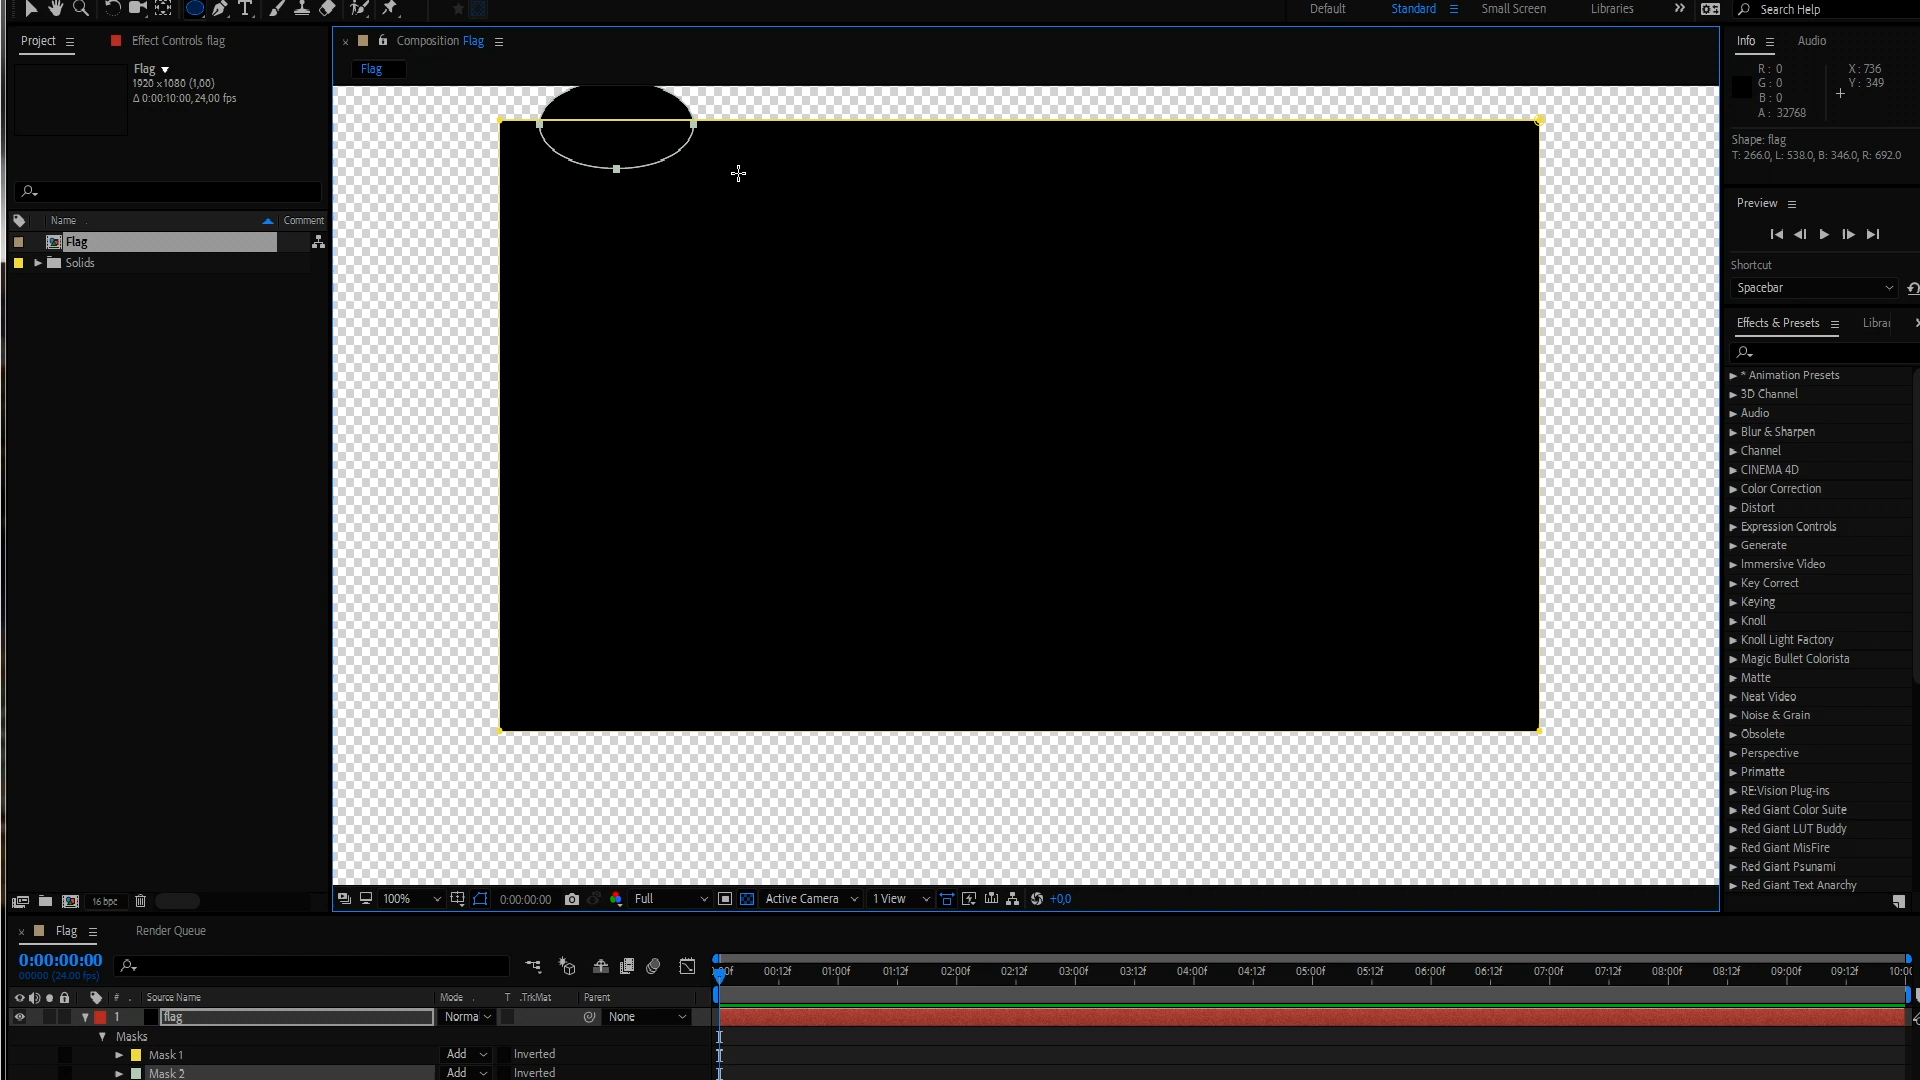 Default
Standard
Small Screen
Libraries
Search Help
Project
Effect Controls flag
Flag
1920 x 1080 (1,00)
Δ 0:00:10:00, 24,00 fps
Name
Comment
Flag
Solids
16 bpc
Composition Flag
Flag
100%
0:00:00:00
Full
Active Camera
1 View
+0,0
Info
Audio
R: 0
G: 0
B: 0
A: 32768
X: 736
Y: 349
Shape: flag
T: 266.0, L: 538.0, B: 346.0, R: 692.0
Preview
Shortcut
Spacebar
Effects & Presets
Librar
* Animation Presets
3D Channel
Audio
Blur & Sharpen
Channel
CINEMA 4D
Color Correction
Distort
Expression Controls
Generate
Immersive Video
Key Correct
Keying
Knoll
Knoll Light Factory
Magic Bullet Colorista
Matte
Neat Video
Noise & Grain
Obsolete
Perspective
Primatte
RE:Vision Plug-ins
Red Giant Color Suite
Red Giant LUT Buddy
Red Giant MisFire
Red Giant Psunami
Red Giant Text Anarchy
Flag
Render Queue
0:00:00:00
00000 (24.00 fps)
00:12f 01:00f 01:12f 02:00f 02:12f 03:00f 03:12f 04:00f 04:12f 05:00f 05:12f 06:00f 06:12f 07:00f 07:12f 08:00f 08:12f 09:00f 09:12f 10:00
# Source Name Mode T .TrkMat Parent
1 flag Norma None
Masks
Mask 1 Add Inverted
Mask 2 Add Inverted